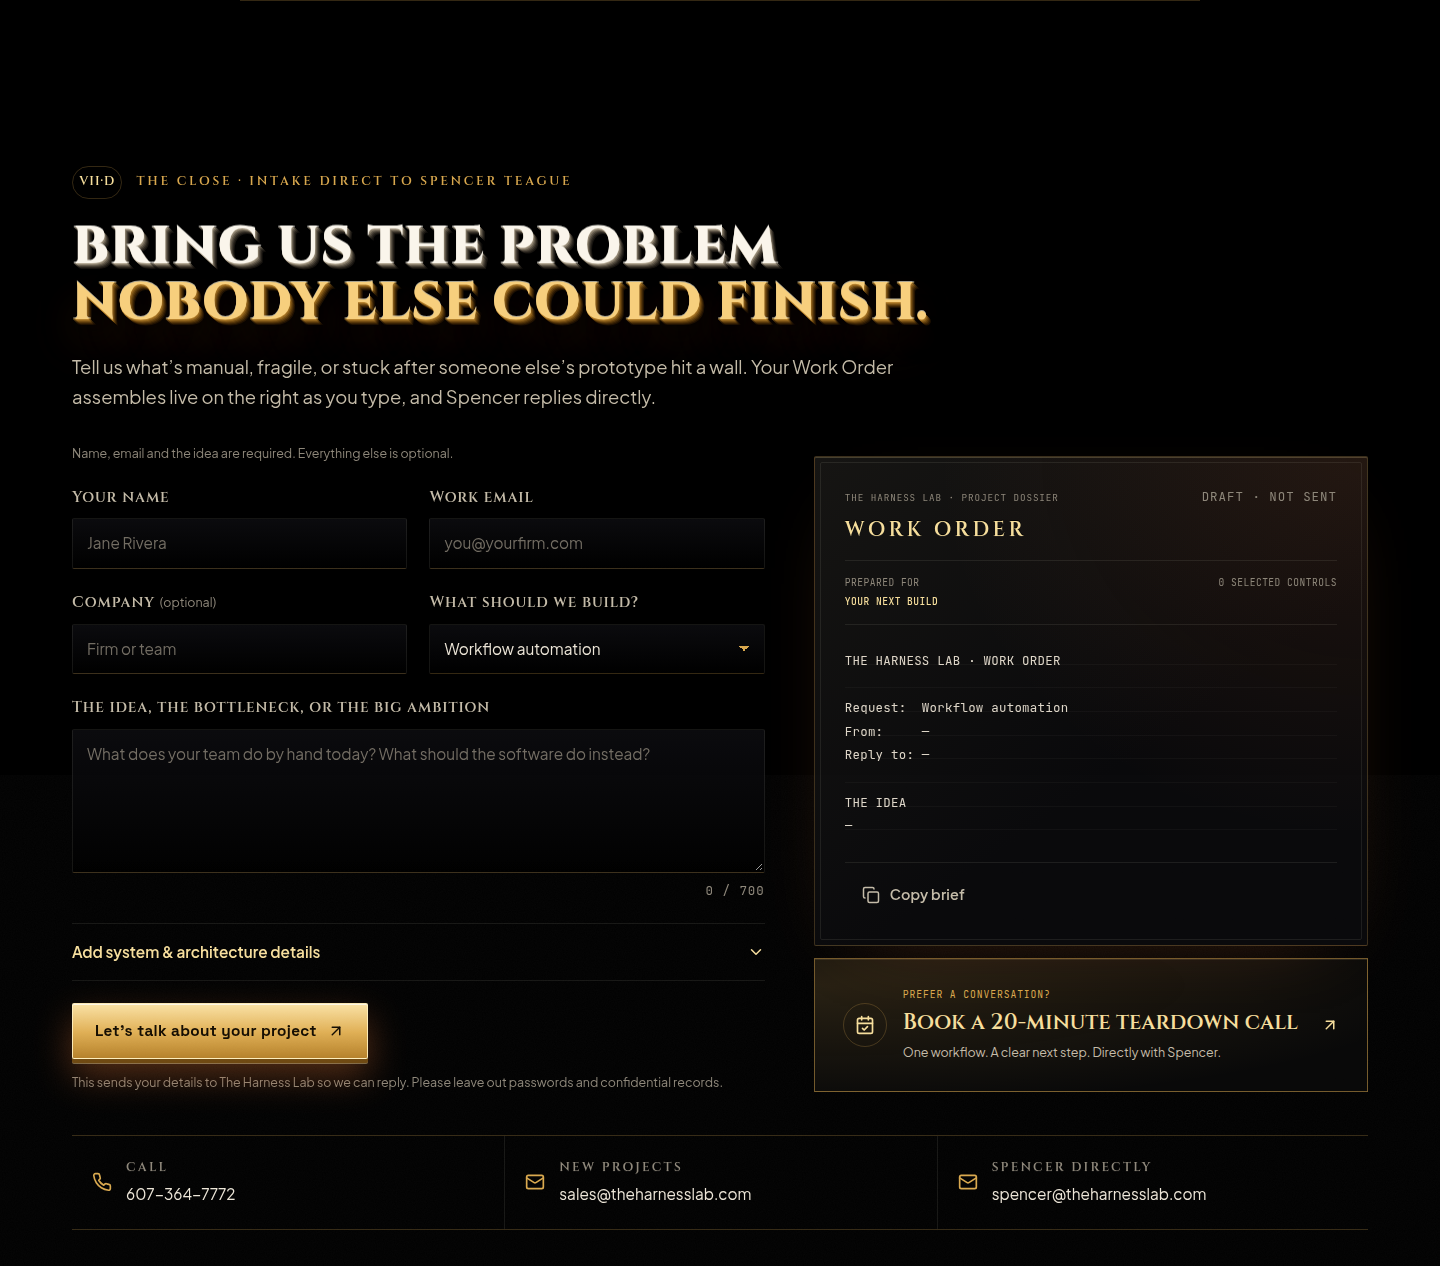 VII·D
THE CLOSE · INTAKE DIRECT TO SPENCER TEAGUE
BRING US THE PROBLEM
NOBODY ELSE COULD FINISH.
Tell us what’s manual, fragile, or stuck after someone else’s prototype hit a wall. Your Work Order
assembles live on the right as you type, and Spencer replies directly.
Name, email and the idea are required. Everything else is optional.
Your name
Jane Rivera
Work email
you@yourfirm.com
Company (optional)
Firm or team
What should we build?
Workflow automation
The idea, the bottleneck, or the big ambition
What does your team do by hand today? What should the software do instead?
0 / 700
Add system & architecture details
Let’s talk about your project
This sends your details to The Harness Lab so we can reply. Please leave out passwords and confidential records.
THE HARNESS LAB · PROJECT DOSSIER
DRAFT · NOT SENT
WORK ORDER
PREPARED FOR
YOUR NEXT BUILD
0 SELECTED CONTROLS
THE HARNESS LAB · WORK ORDER
Request: Workflow automation
From: —
Reply to: —
THE IDEA
—
Copy brief
PREFER A CONVERSATION?
Book a 20-minute teardown call
One workflow. A clear next step. Directly with Spencer.
CALL
607-364-7772
NEW PROJECTS
sales@theharnesslab.com
SPENCER DIRECTLY
spencer@theharnesslab.com